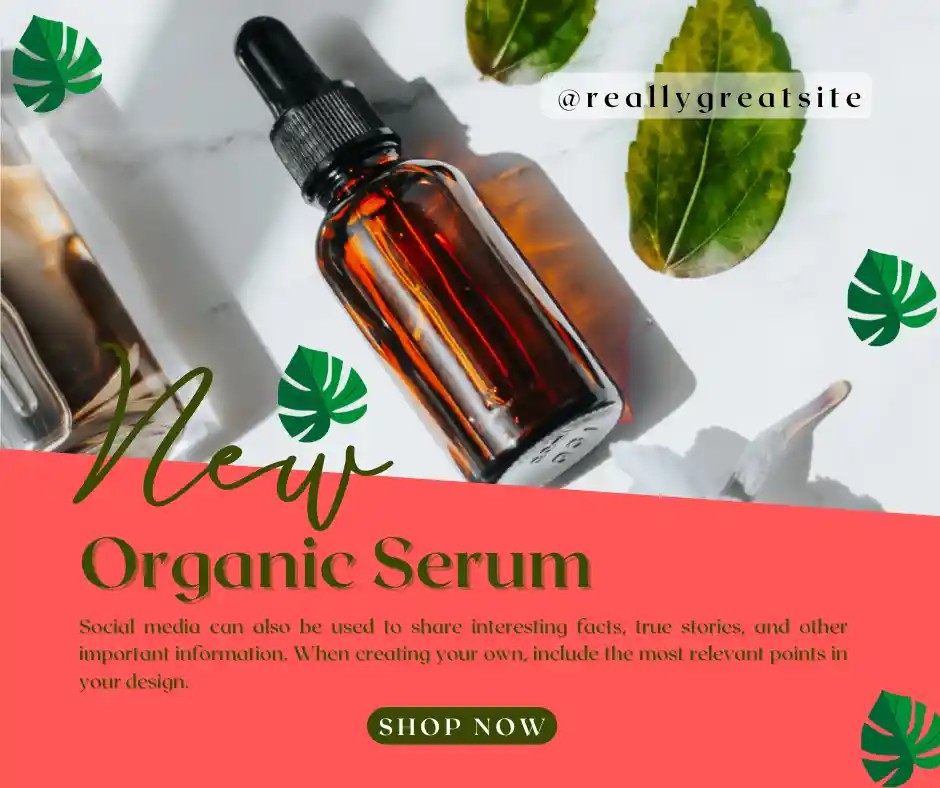 @reallygreatsite
New
Organic Serum
Social media can also be used to share interesting facts, true stories, and other
important information. When creating your own, include the most relevant points in
your design.
SHOP NOW